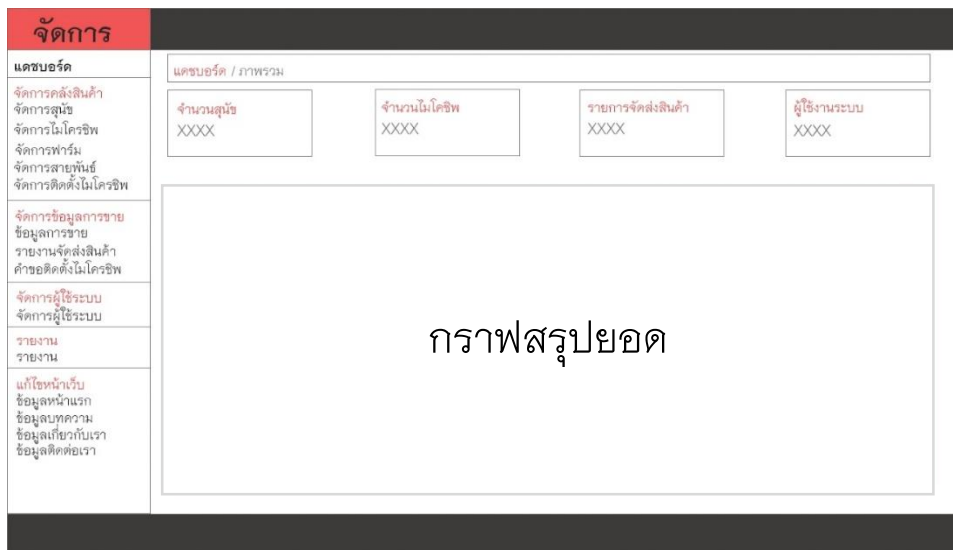 จัดการ
แดชบอร์ด
จัดการคลังสินค้า
จัดการสุนัข
จัดการไมโครชิพ
จัดการฟาร์ม
จัดการสายพันธ์
จัดการติดตั้งไมโครชิพ
จัดการข้อมูลการขาย
ข้อมูลการขาย
รายงานจัดส่งสินค้า
คำขอติดตั้งไมโครชิพ
จัดการผู้ใช้ระบบ
จัดการผู้ใช้ระบบ
รายงาน
รายงาน
แก้ไขหน้าเว็บ
ข้อมูลหน้าแรก
ข้อมูลบทความ
ข้อมูลเกี่ยวกับเรา
ข้อมูลติดต่อเรา
แดชบอร์ด / ภาพรวม
จำนวนสุนัข
XXXX
จำนวนไมโคชิพ
XXXX
รายการจัดส่งสินค้า
XXXX
ผู้ใช้งานระบบ
XXXX
กราฟสรุปยอด